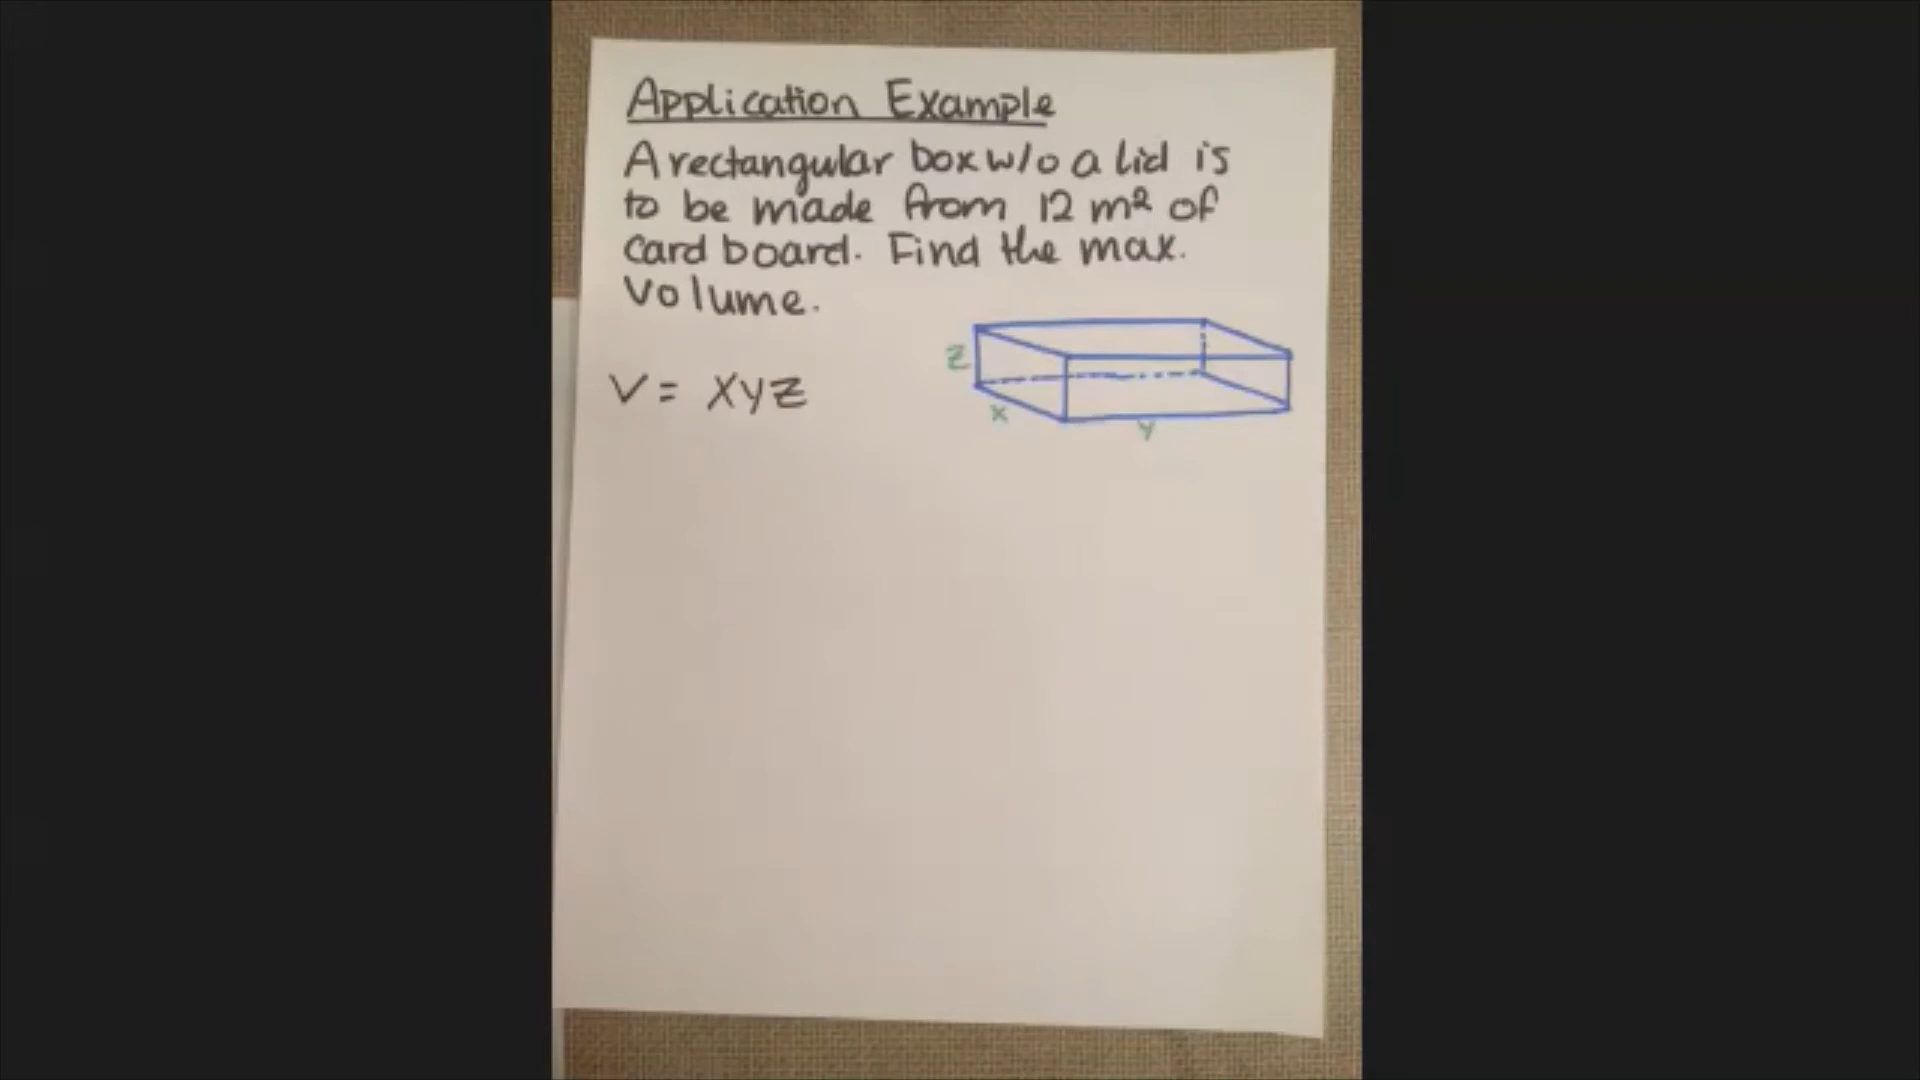 Application Example
A rectangular box w/o a lid is
to be made from 12 m² of
cardboard. Find the max.
Volume.
Z
V = XYZ
X
Y